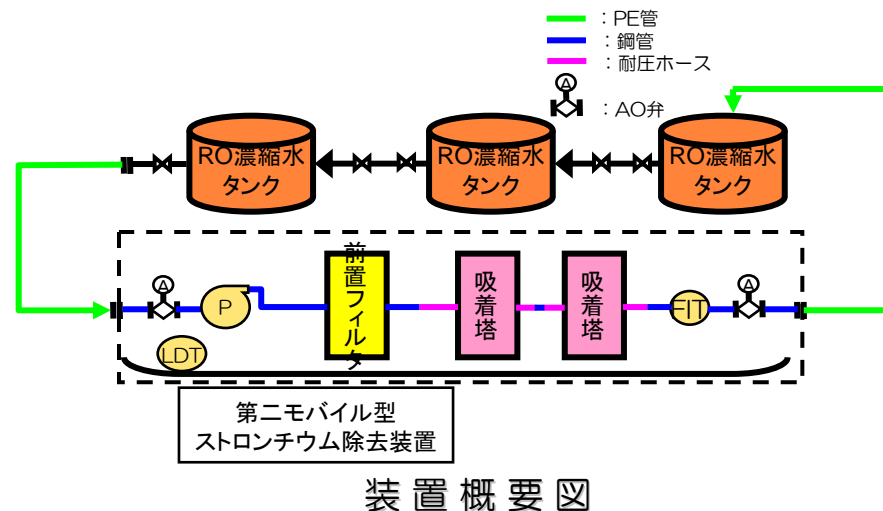 ：PE管
：鋼管
：耐圧ホース
A
：AO弁
RO濃縮水
タンク
RO濃縮水
タンク
RO濃縮水
タンク
A
P
前置フィルタ
吸着塔
吸着塔
FIT
A
LDT
第二モバイル型
ストロンチウム除去装置
装置概要図